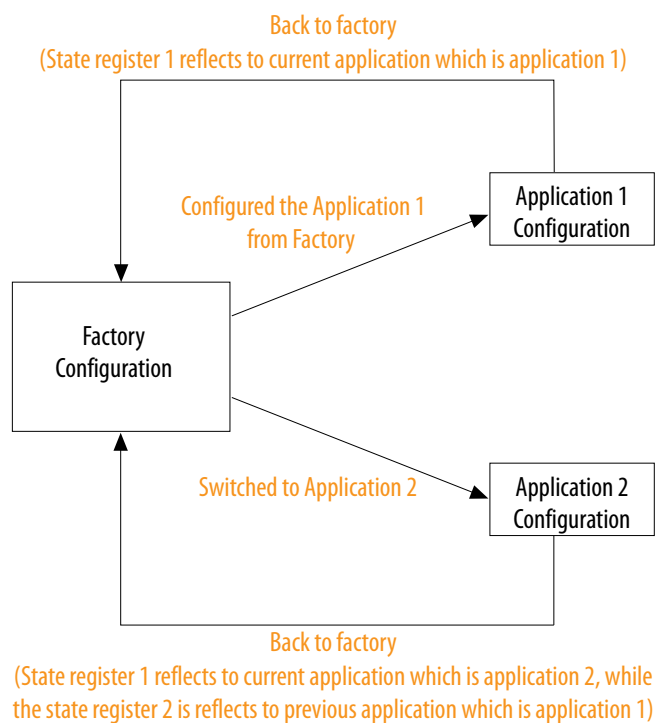 Back to factory
(State register 1 reflects to current application which is application 1)
Configured the Application 1
from Factory
Application 1
Configuration
Factory
Configuration
Switched to Application 2
Application 2
Configuration
Back to factory
(State register 1 reflects to current application which is application 2, while
the state register 2 is reflects to previous application which is application 1)